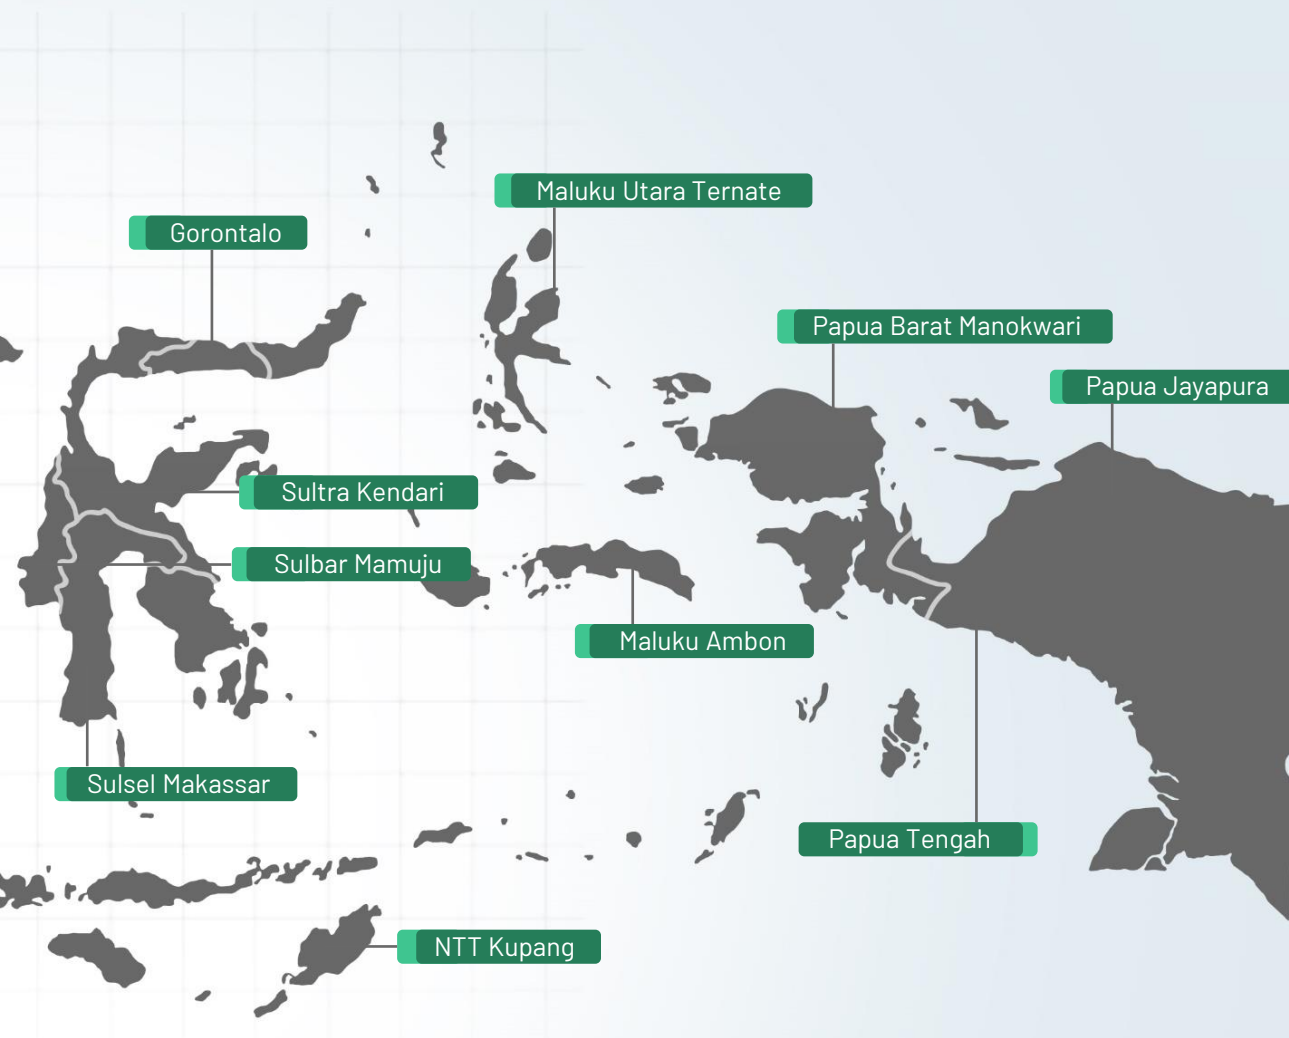 Maluku Utara Ternate
Gorontalo
Papua Barat Manokwari
Papua Jayapura
Sultra Kendari
Sulbar Mamuju
Maluku Ambon
Sulsel Makassar
Papua Tengah
NTT Kupang